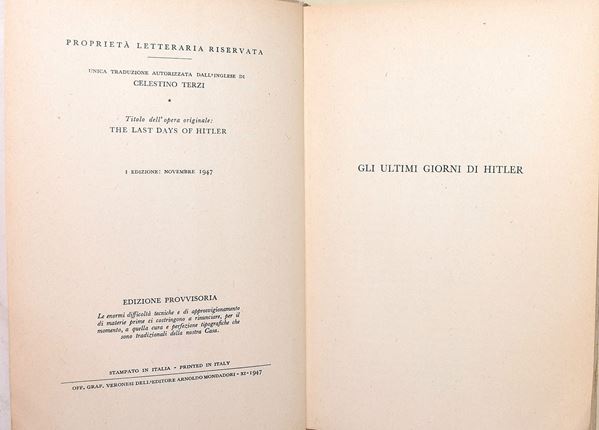 PROPRIETÀ LETTERARIA RISERVATA
UNICA TRADUZIONE AUTORIZZATA DALL'INGLESE DI
CELESTINO TERZI
*
Titolo dell'opera originale:
THE LAST DAYS OF HITLER
I EDIZIONE: NOVEMBRE 1947
EDIZIONE PROVVISORIA
Le enormi difficoltà tecniche e di approvvigionamento
di materie prime ci costringono a rinunciare, per il
momento, a quella cura e perfezione tipografiche che
sono tradizionali della nostra Casa.
STAMPATO IN ITALIA - PRINTED IN ITALY
OFF. GRAF. VERONESI DELL'EDITORE ARNOLDO MONDADORI - XI-1947
GLI ULTIMI GIORNI DI HITLER